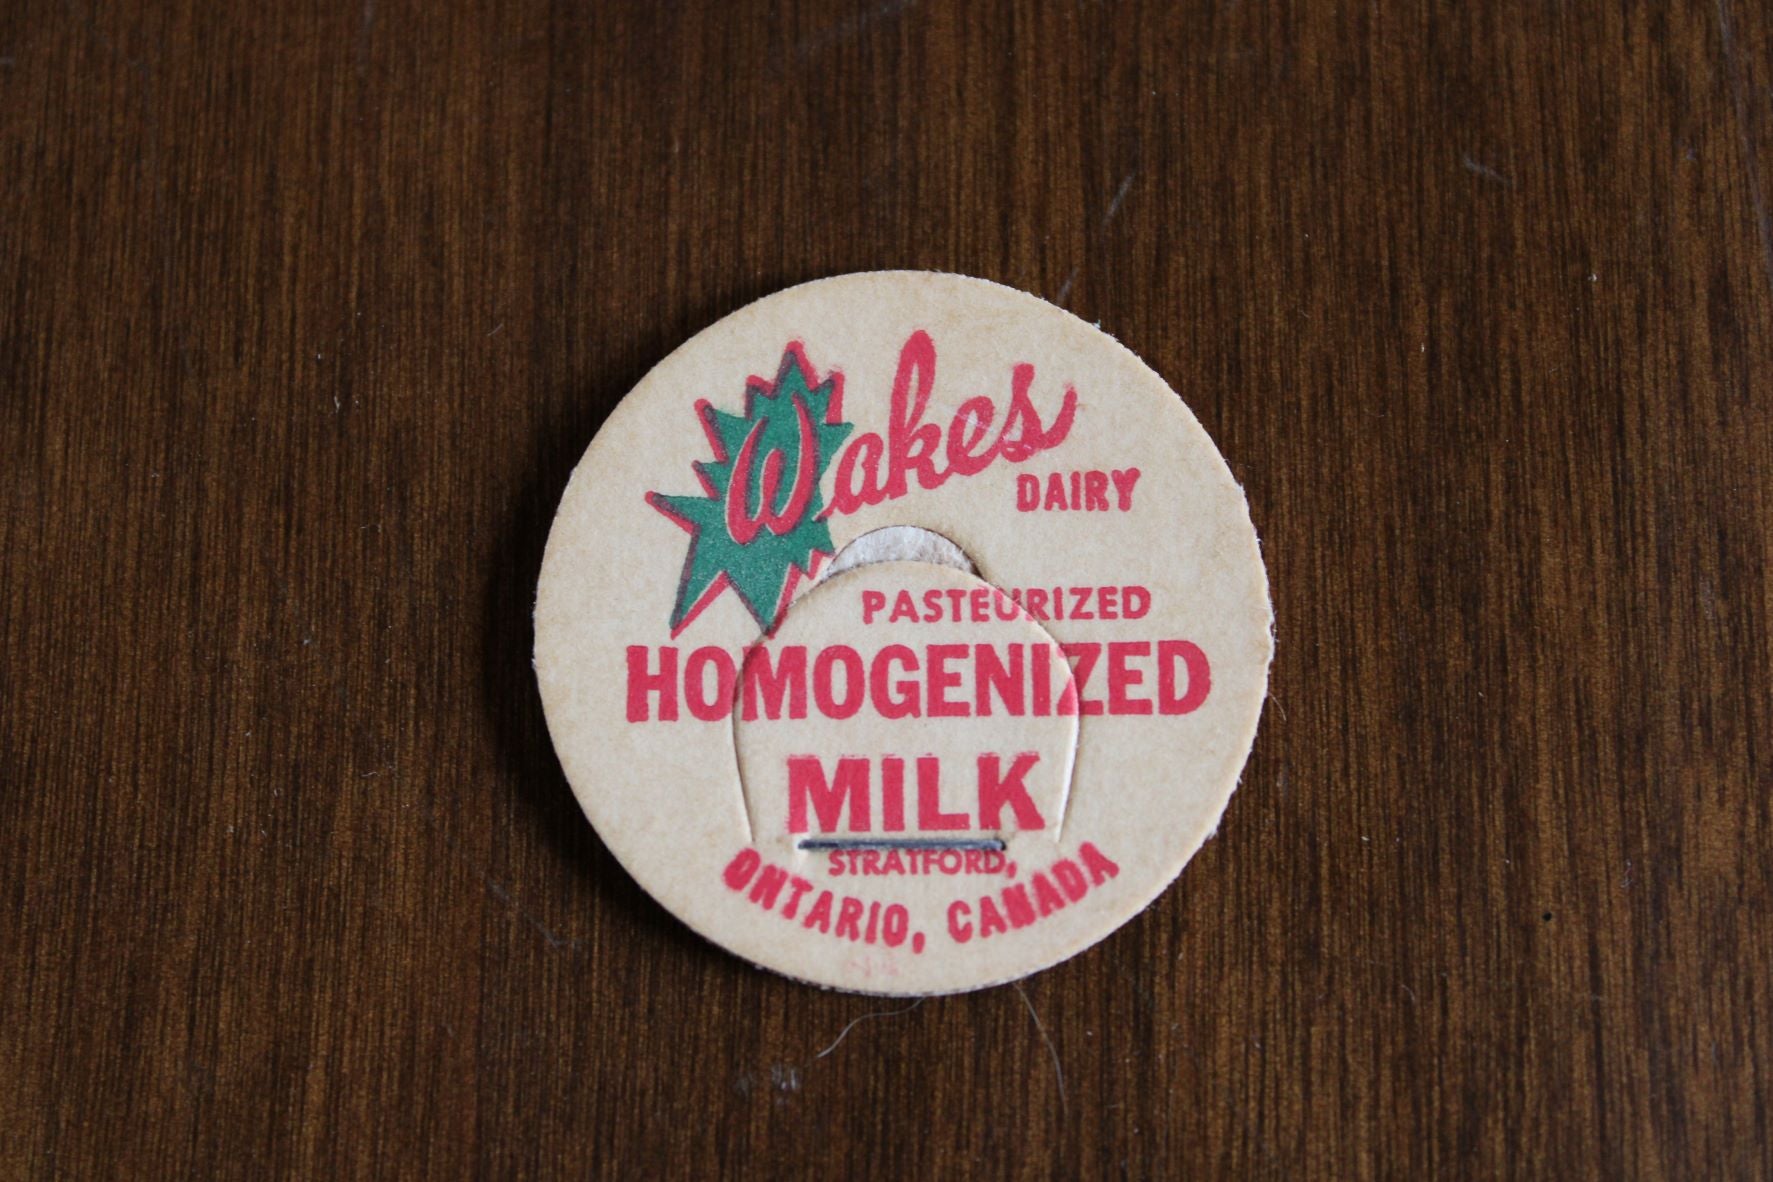 Wakes
DAIRY
PASTEURIZED
HOMOGENIZED
MILK
STRATFORD,
ONTARIO, CANADA